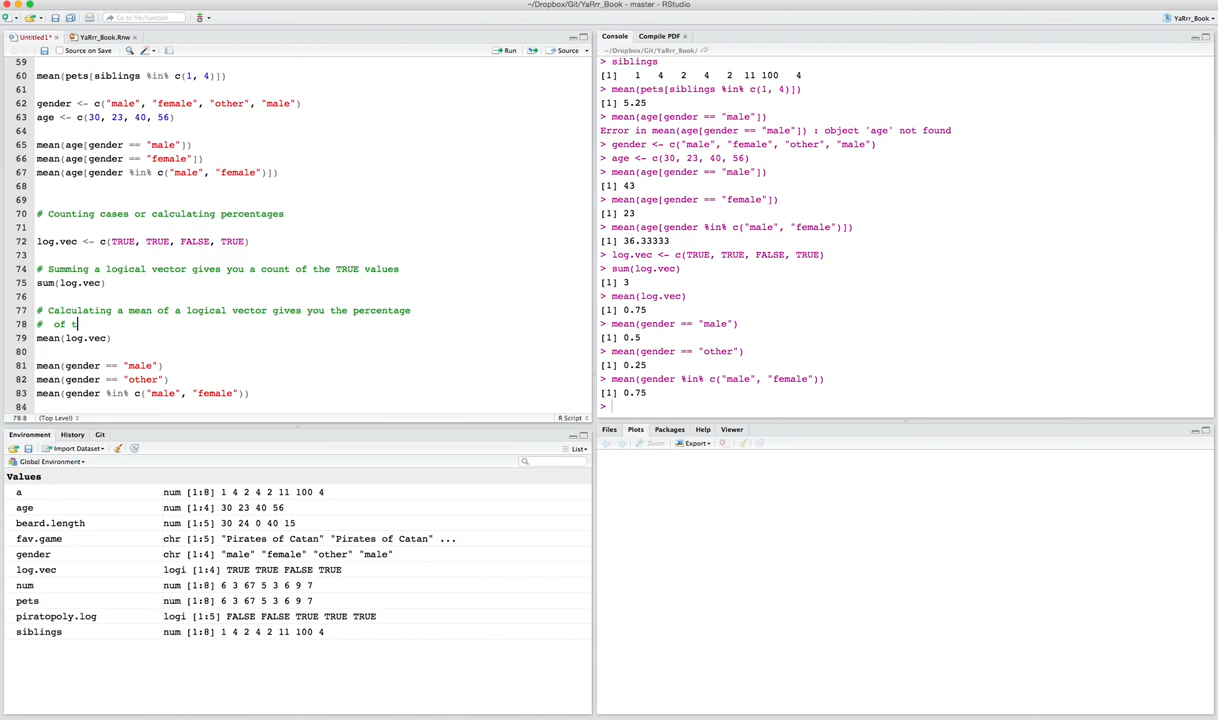 ~/Dropbox/Git/YaRrr_Book - master - RStudio
Go to file/function
YaRrr_Book
Untitled1* YaRrr_Book.Rnw
Source on Save Run Source
59
60 mean(pets[siblings %in% c(1, 4)])
61
62 gender <- c("male", "female", "other", "male")
63 age <- c(30, 23, 40, 56)
64
65 mean(age[gender == "male"])
66 mean(age[gender == "female"])
67 mean(age[gender %in% c("male", "female")])
68
69
70 # Counting cases or calculating percentages
71
72 log.vec <- c(TRUE, TRUE, FALSE, TRUE)
73
74 # Summing a logical vector gives you a count of the TRUE values
75 sum(log.vec)
76
77 # Calculating a mean of a logical vector gives you the percentage
78 #  of t
79 mean(log.vec)
80
81 mean(gender == "male")
82 mean(gender == "other")
83 mean(gender %in% c("male", "female"))
84
78:8 (Top Level) R Script
Console Compile PDF
~/Dropbox/Git/YaRrr_Book/
> siblings
[1]   1   4   2   4   2  11 100   4
> mean(pets[siblings %in% c(1, 4)])
[1] 5.25
> mean(age[gender == "male"])
Error in mean(age[gender == "male"]) : object 'age' not found
> gender <- c("male", "female", "other", "male")
> age <- c(30, 23, 40, 56)
> mean(age[gender == "male"])
[1] 43
> mean(age[gender == "female"])
[1] 23
> mean(age[gender %in% c("male", "female")])
[1] 36.33333
> log.vec <- c(TRUE, TRUE, FALSE, TRUE)
> sum(log.vec)
[1] 3
> mean(log.vec)
[1] 0.75
> mean(gender == "male")
[1] 0.5
> mean(gender == "other")
[1] 0.25
> mean(gender %in% c("male", "female"))
[1] 0.75
>
Environment History Git
Import Dataset List
Global Environment
Values
a num [1:8] 1 4 2 4 2 11 100 4
age num [1:4] 30 23 40 56
beard.length num [1:5] 30 24 0 40 15
fav.game chr [1:5] "Pirates of Catan" "Pirates of Catan" ...
gender chr [1:4] "male" "female" "other" "male"
log.vec logi [1:4] TRUE TRUE FALSE TRUE
num num [1:8] 6 3 67 5 3 6 9 7
pets num [1:8] 6 3 67 5 3 6 9 7
piratopoly.log logi [1:5] FALSE FALSE TRUE TRUE TRUE
siblings num [1:8] 1 4 2 4 2 11 100 4
Files Plots Packages Help Viewer
Zoom Export